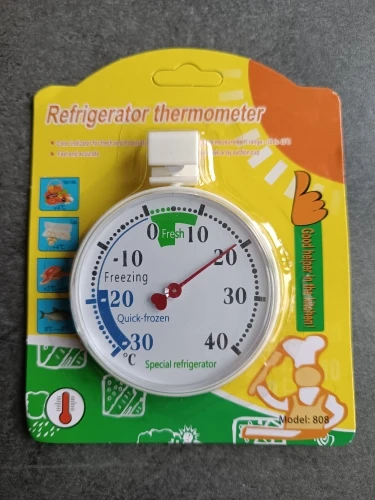 Refrigerator thermometer
0 Fresh 10
-10 20
Freezing
-20 30
Quick-frozen
-30 40
°C
Special refrigerator
Good helper in the kitchen!
Model: 808